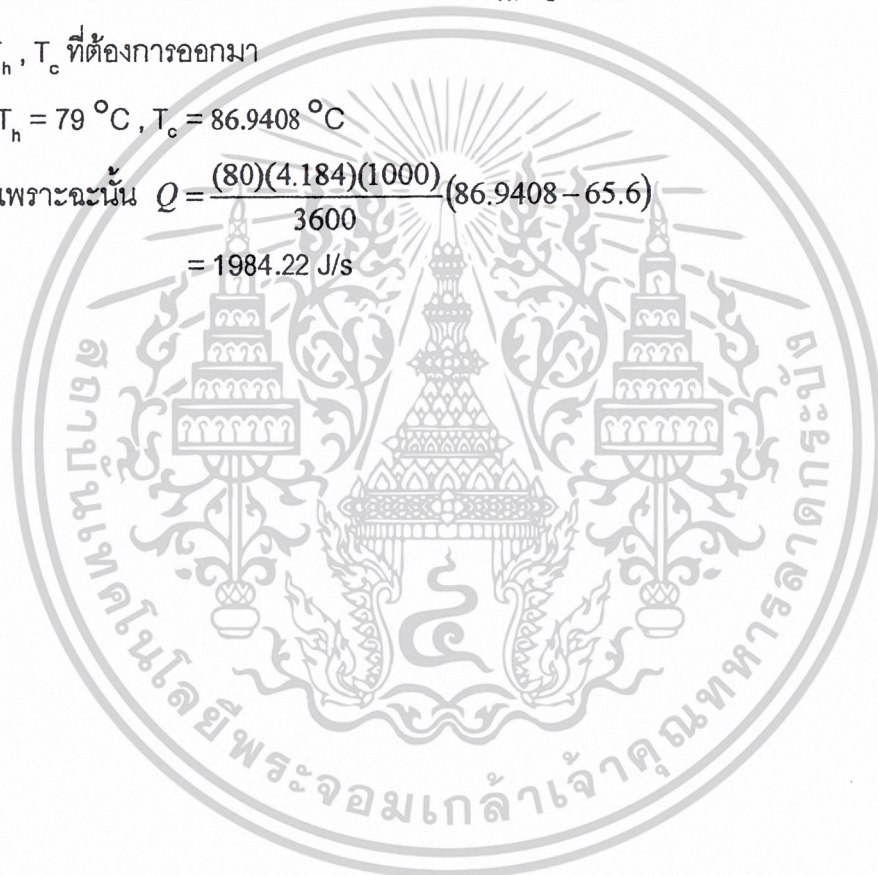 T_h , T_c ที่ต้องการออกมา
T_h = 79 °C , T_c = 86.9408 °C
เพราะฉะนั้น Q = \frac{(80)(4.184)(1000)}{3600}(86.9408 – 65.6)
= 1984.22 J/s
สถาบันเทคโนโลยีพระจอมเกล้าเจ้าคุณทหารลาดกระบัง